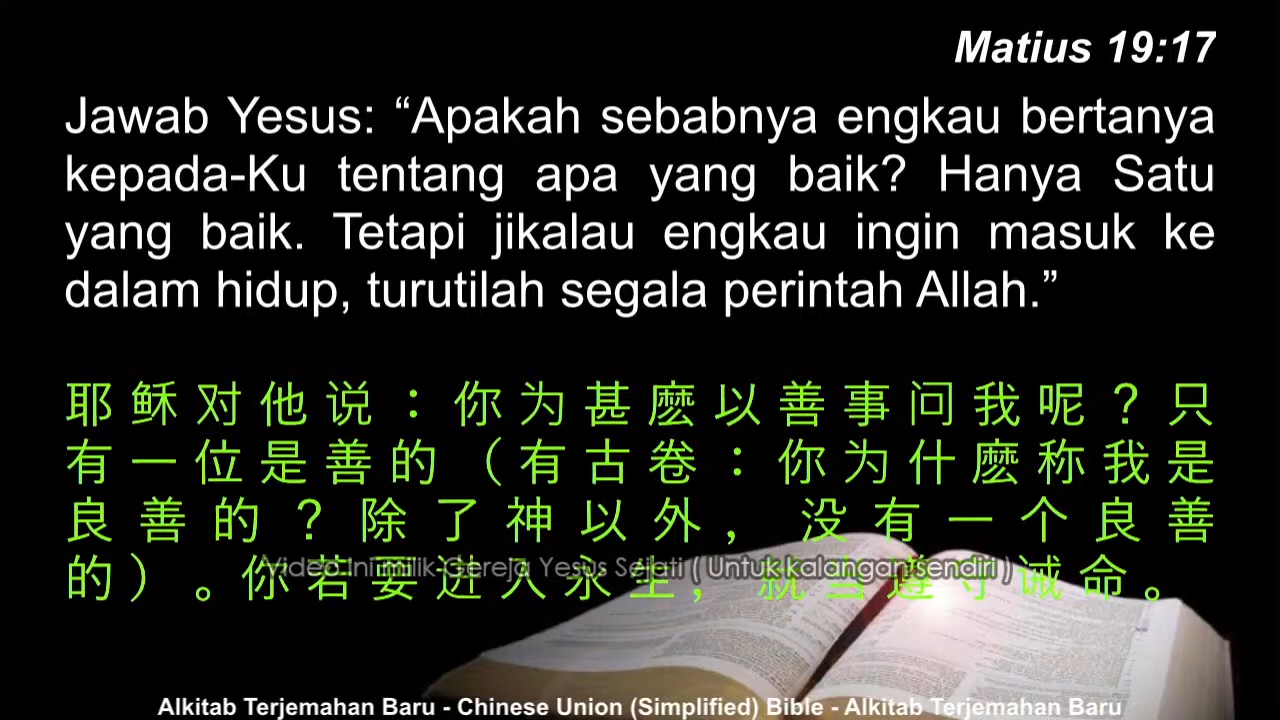 Matius 19:17
Jawab Yesus: “Apakah sebabnya engkau bertanya
kepada-Ku tentang apa yang baik? Hanya Satu
yang baik. Tetapi jikalau engkau ingin masuk ke
dalam hidup, turutilah segala perintah Allah.”
耶稣对他说：你为甚麽以善事问我呢？只
有一位是善的（有古卷：你为什麽称我是
良善的？除了神以外，没有一个良善
的）。你若要进入永生，就当遵守诫命。
Video Ini milik Gereja Yesus Sejati ( Untuk kalangan sendiri )
Alkitab Terjemahan Baru - Chinese Union (Simplified) Bible - Alkitab Terjemahan Baru